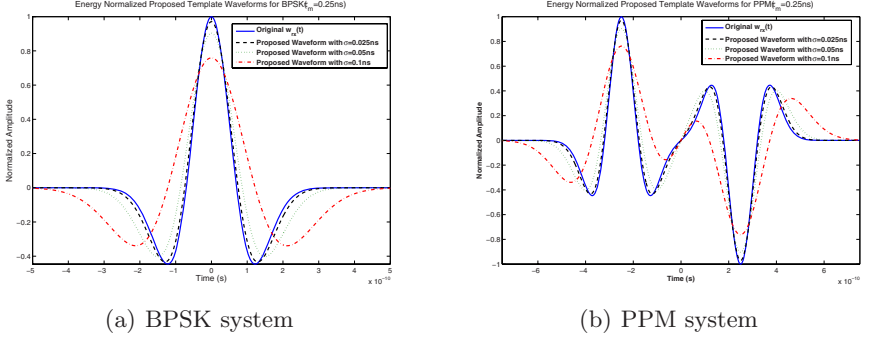 Energy Normalized Proposed Template Waveforms for BPSK(t_m=0.25ns)
Normalized Amplitude
1
0.8
0.6
0.4
0.2
0
−0.2
−0.4
Original w_rx(t)
Proposed Waveform with σ=0.025ns
Proposed Waveform with σ=0.05ns
Proposed Waveform with σ=0.1ns
−5 −4 −3 −2 −1 0 1 2 3 4 5
Time (s)
x 10^−10
(a) BPSK system
Energy Normalized Proposed Template Waveforms for PPM(t_m=0.25ns)
Normalized Amplitude
1
0.8
0.6
0.4
0.2
0
−0.2
−0.4
−0.6
−0.8
−1
Original w_rx(t)
Proposed Waveform with σ=0.025ns
Proposed Waveform with σ=0.05ns
Proposed Waveform with σ=0.1ns
−6 −4 −2 0 2 4 6
Time (s)
x 10^−10
(b) PPM system